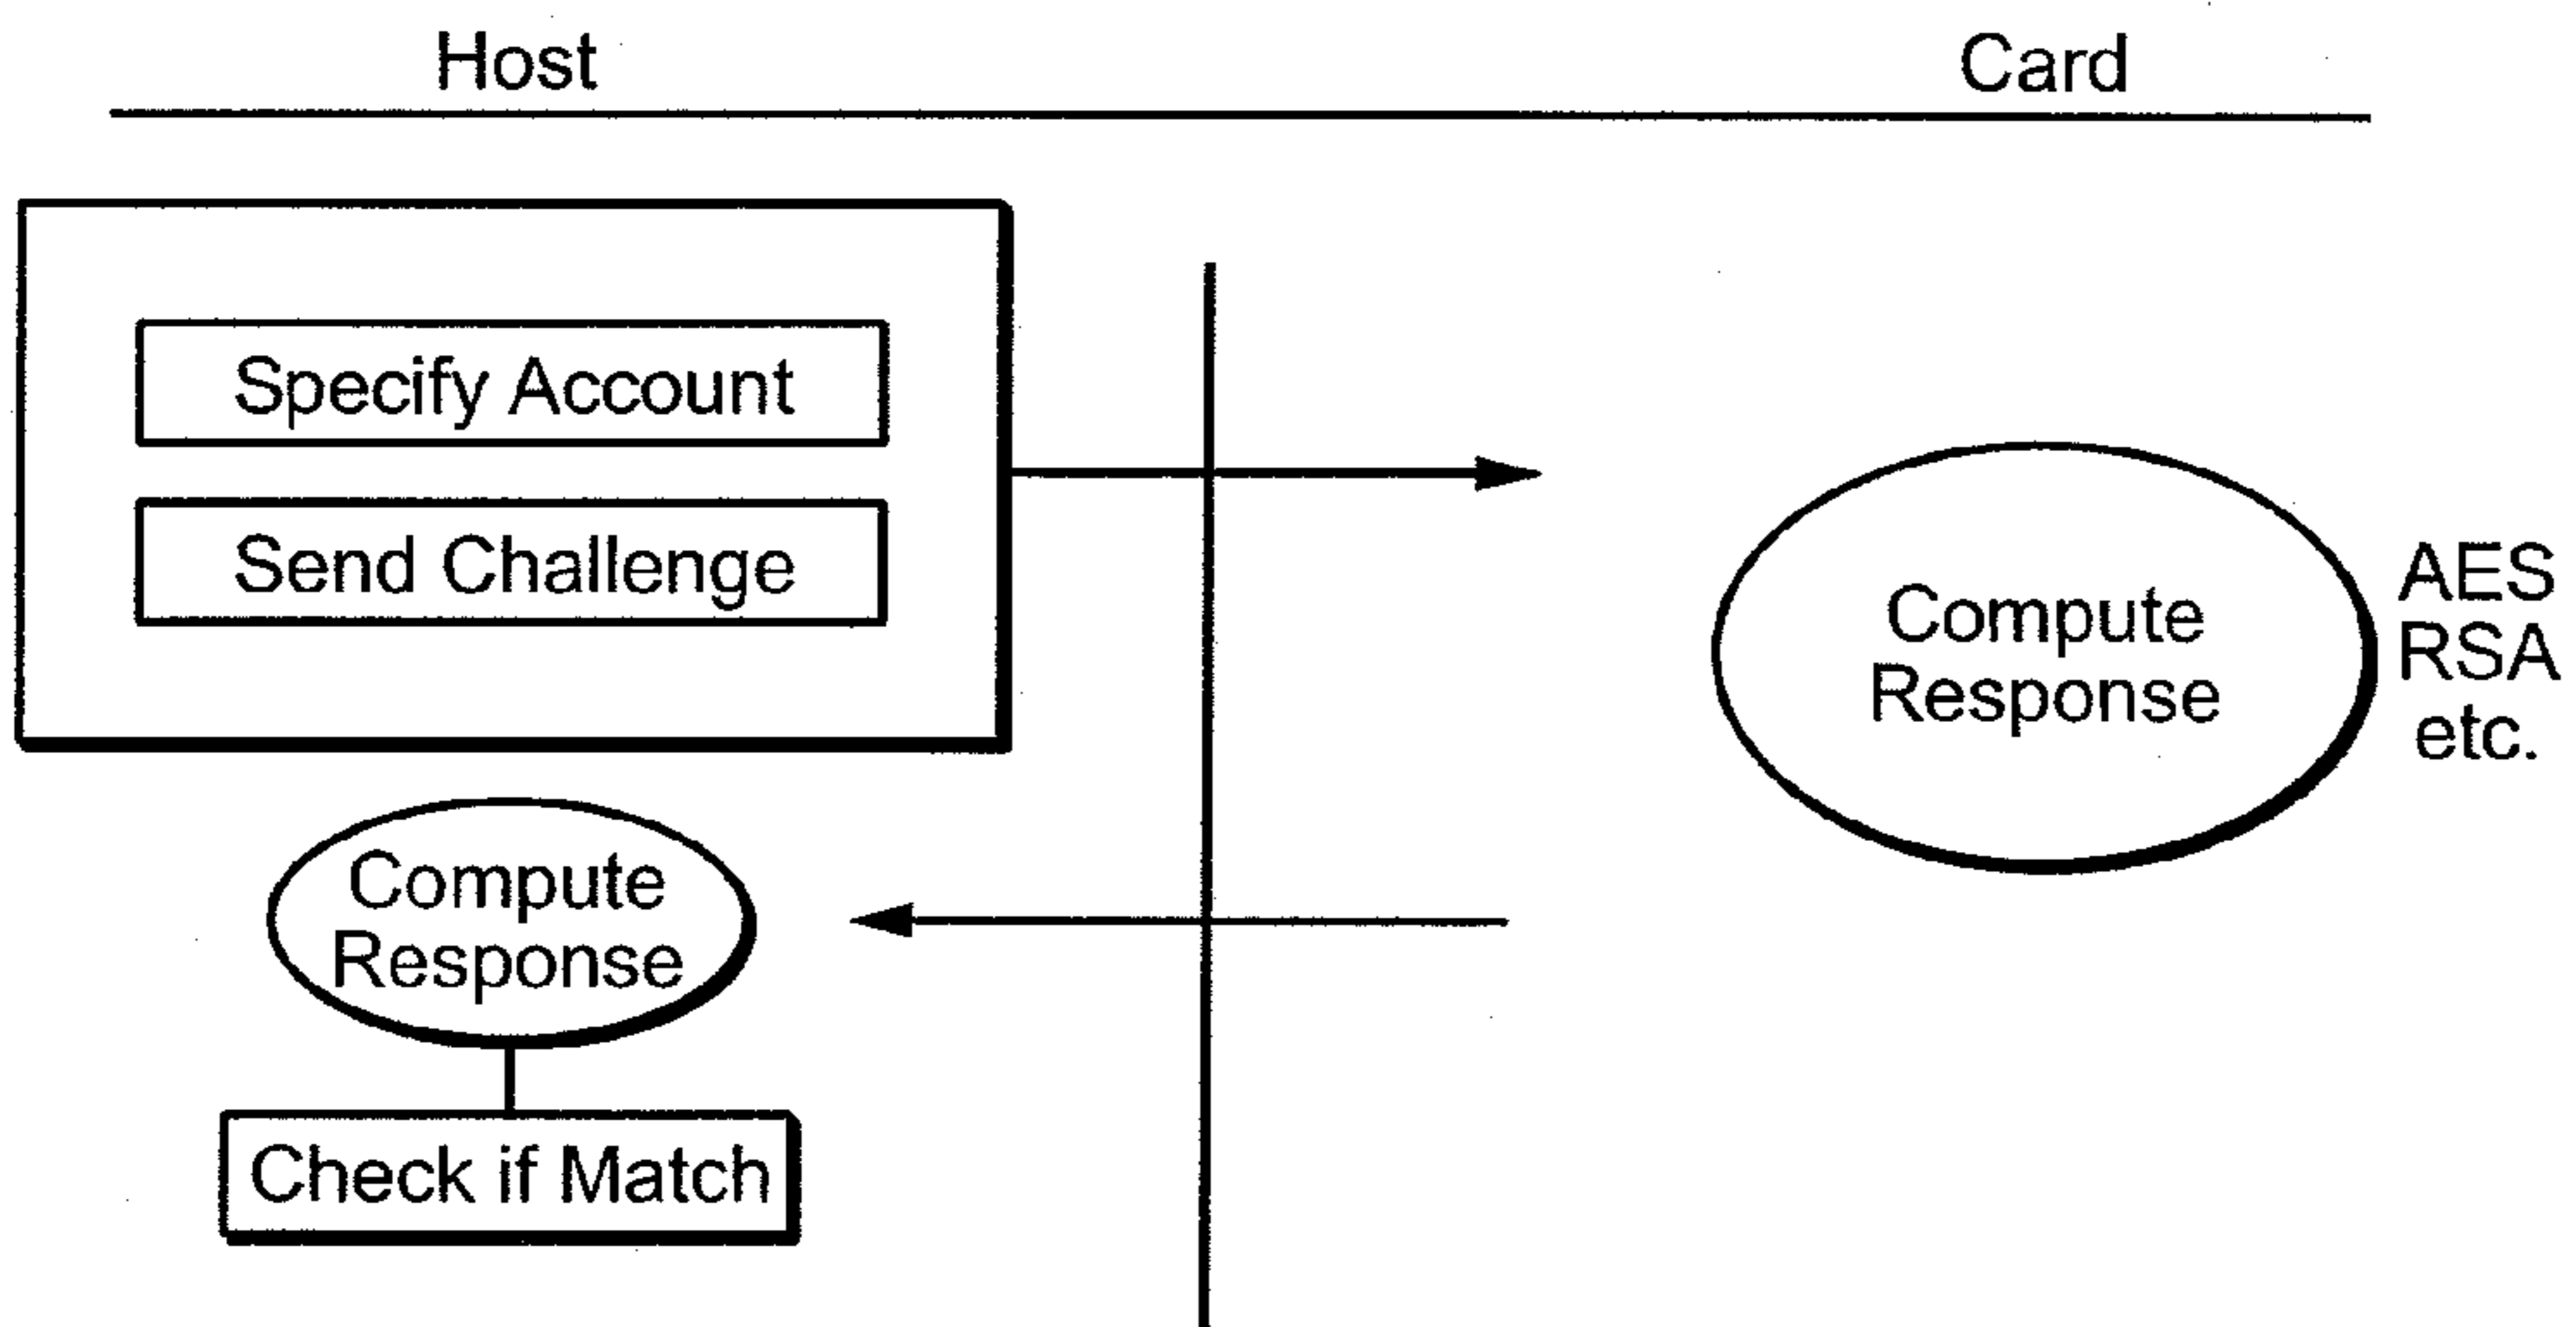 Host
Card
Specify Account
Send Challenge
Compute
Response
AES
RSA
etc.
Compute
Response
Check if Match